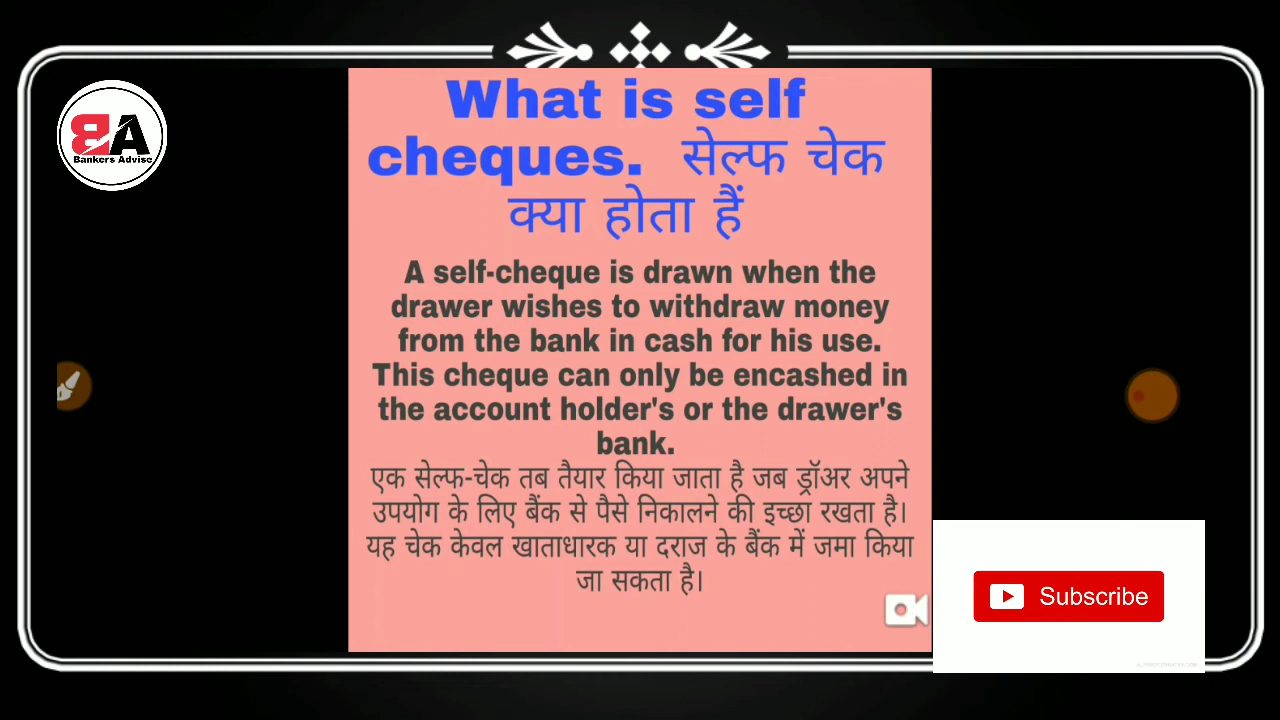 What is self
cheques. सेल्फ चेक
क्या होता हैं
BA
Bankers Advise
A self-cheque is drawn when the
drawer wishes to withdraw money
from the bank in cash for his use.
This cheque can only be encashed in
the account holder's or the drawer's
bank.
एक सेल्फ-चेक तब तैयार किया जाता है जब ड्रॉअर अपने
उपयोग के लिए बैंक से पैसे निकालने की इच्छा रखता है।
यह चेक केवल खाताधारक या दराज के बैंक में जमा किया
जा सकता है।
Subscribe